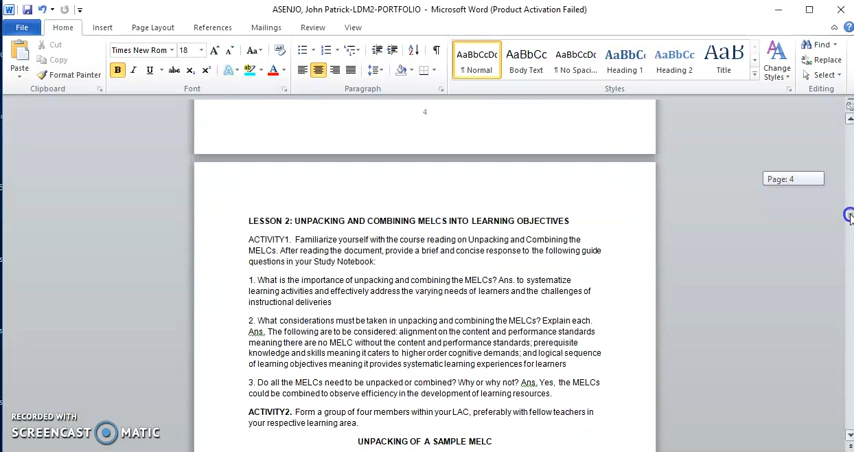 ASENJO, John Patrick-LDM2-PORTFOLIO - Microsoft Word (Product Activation Failed)
File Home Insert Page Layout References Mailings Review View
Paste
Cut
Copy
Format Painter
Clipboard
Times New Rom 18
B I U abc
Font
Paragraph
AaBbCcDc AaBbCc AaBbCcDc AaBbCc AaBbCc AaB
¶ Normal Body Text ¶ No Spaci... Heading 1 Heading 2 Title
Styles
Change
Styles
Find
Replace
Select
Editing
4
Page: 4
LESSON 2: UNPACKING AND COMBINING MELCS INTO LEARNING OBJECTIVES
ACTIVITY1. Familiarize yourself with the course reading on Unpacking and Combining the
MELCs. After reading the document, provide a brief and concise response to the following guide
questions in your Study Notebook:
1. What is the importance of unpacking and combining the MELCs? Ans. to systematize
learning activities and effectively address the varying needs of learners and the challenges of
instructional deliveries
2. What considerations must be taken in unpacking and combining the MELCs? Explain each.
Ans. The following are to be considered: alignment on the content and performance standards
meaning there are no MELC without the content and performance standards; prerequisite
knowledge and skills meaning it caters to higher order cognitive demands; and logical sequence
of learning objectives meaning it provides systematic learning experiences for learners
3. Do all the MELCs need to be unpacked or combined? Why or why not? Ans. Yes, the MELCs
could be combined to observe efficiency in the development of learning resources.
ACTIVITY2. Form a group of four members within your LAC, preferably with fellow teachers in
your respective learning area.
UNPACKING OF A SAMPLE MELC
RECORDED WITH
SCREENCAST MATIC